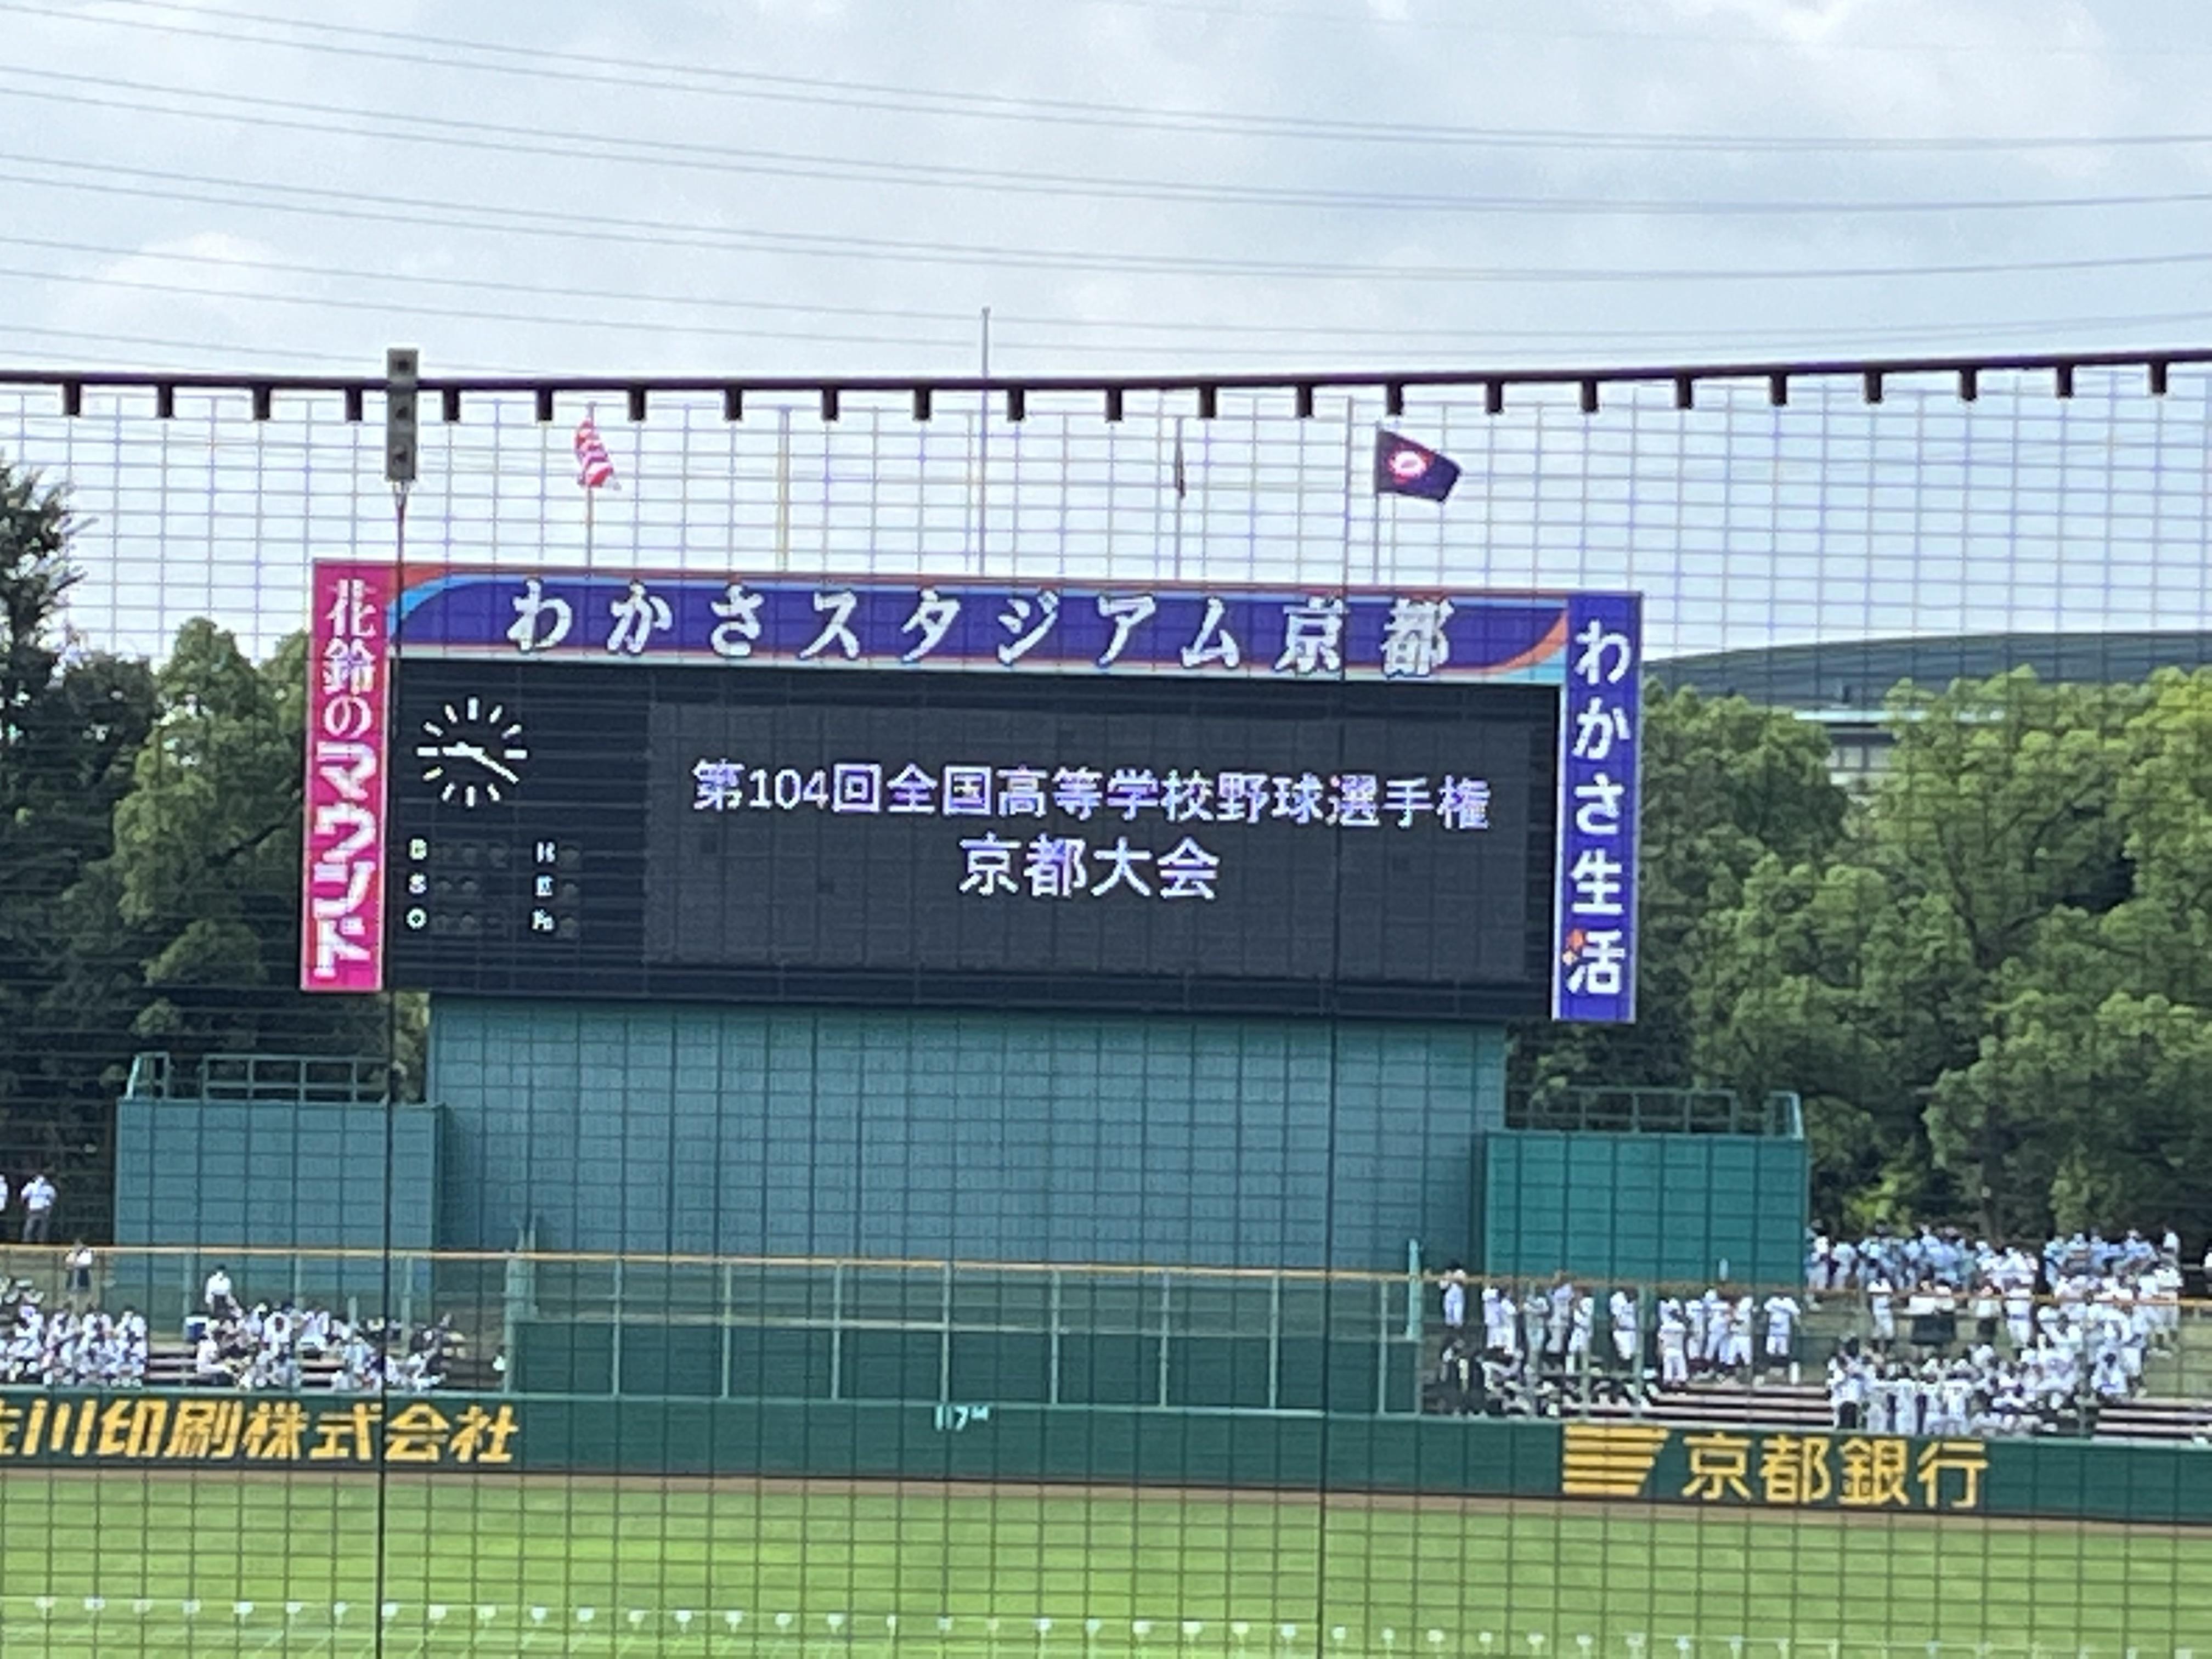 わかさスタジアム京都
花鈴のマウンド
わかさ生活
第104回全国高等学校野球選手権
京都大会
B
S
O
H
E
Fc
川印刷株式会社
117m
京都銀行